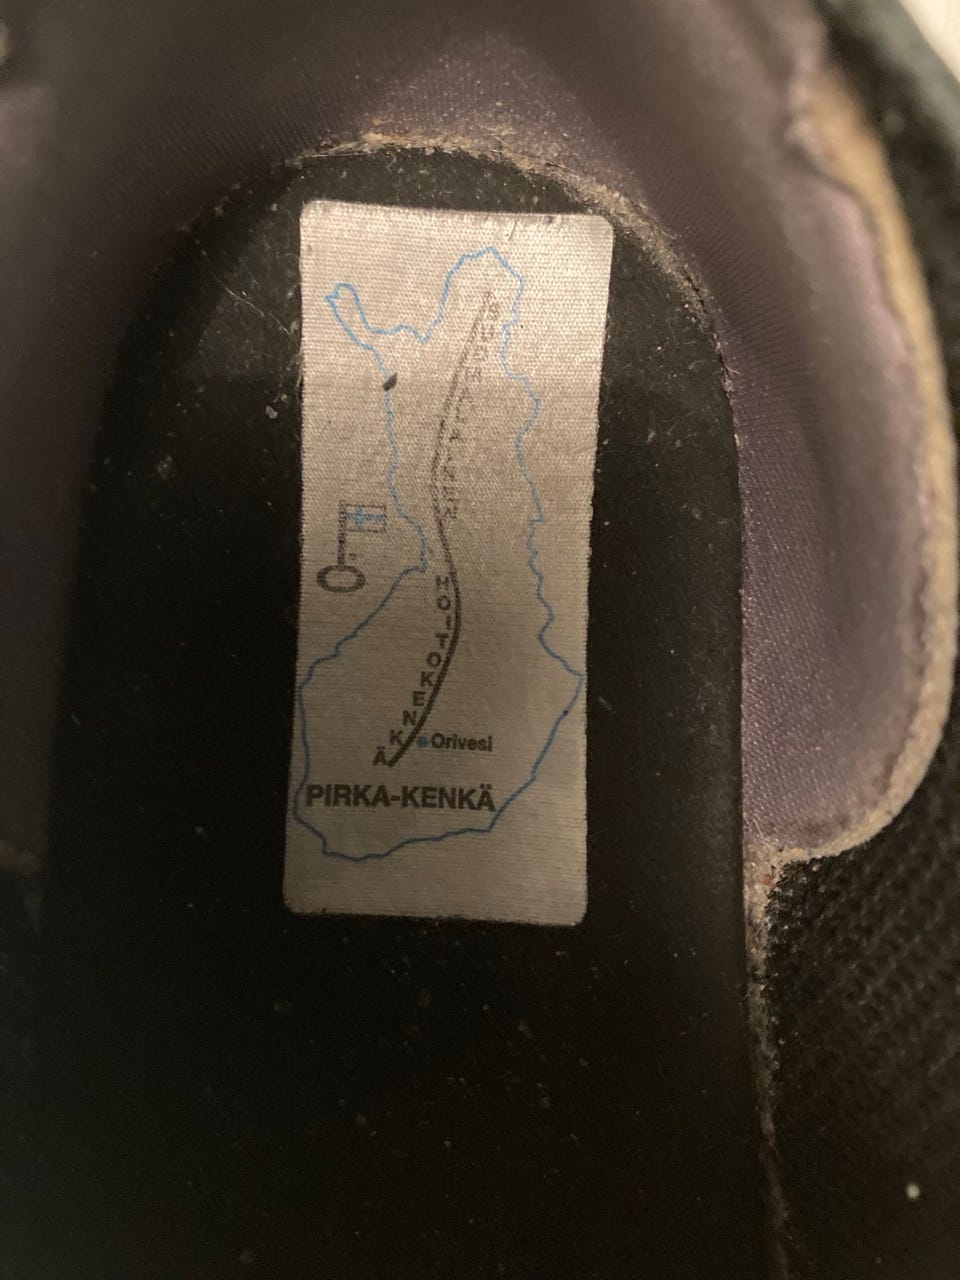 SUOMALAINEN HOITOKENKÄ
Orivesi
PIRKA-KENKÄ